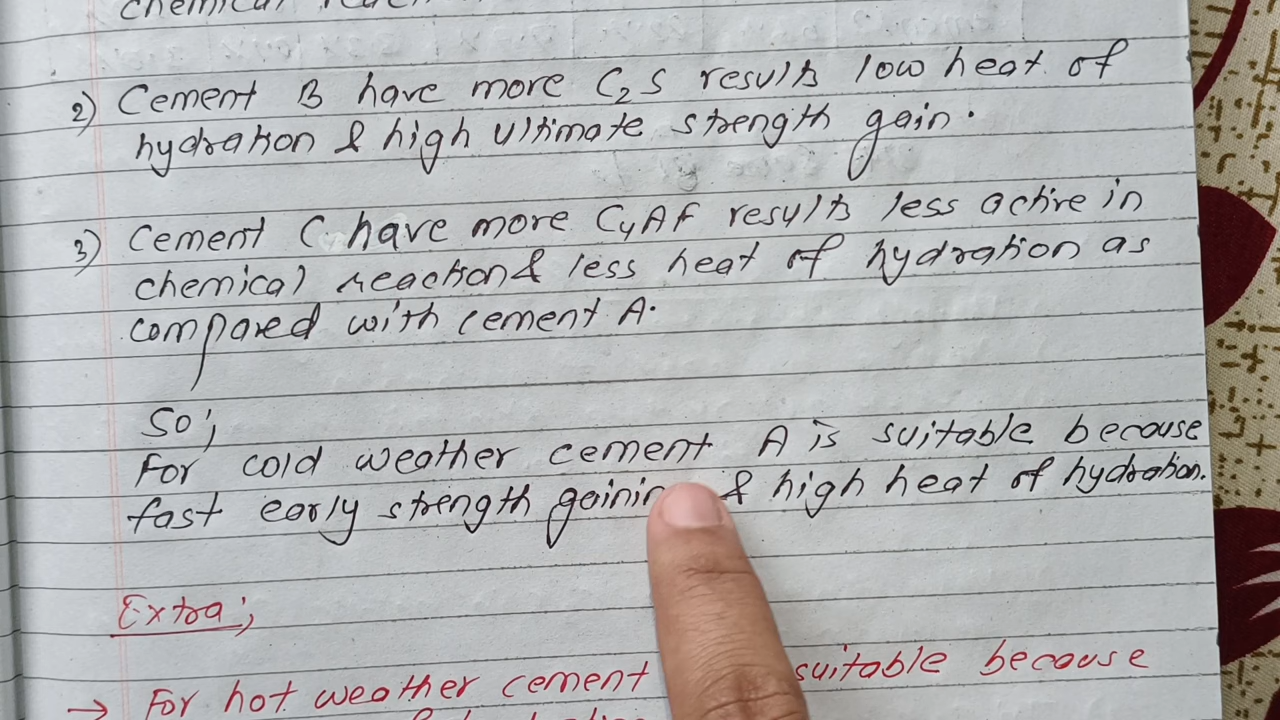 chemical
2) Cement B have more C₂S results low heat of
hydration & high ultimate strength gain.
3) Cement C have more C₄AF results less active in
chemical reaction & less heat of hydration as
compared with cement A.
So;
For cold weather cement A is suitable because
fast early strength & high heat of hydration.
Extra;
→ For hot weather cement suitable because